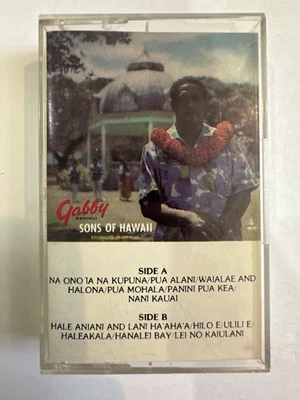 Gabby
PAHINUI
SONS OF HAWAII
SIDE A
NA ONO IA NA KUPUNA/PUA ALANI/WAIALAE AND
HALONA/PUA MOHALA/PANINI PUA KEA/
NANI KAUAI
SIDE B
HALE ANIANI AND LANI HA'AHA'A/HILO E/ULILI E/
HALEAKALA/HANALEI BAY/LEI NO KAIULANI